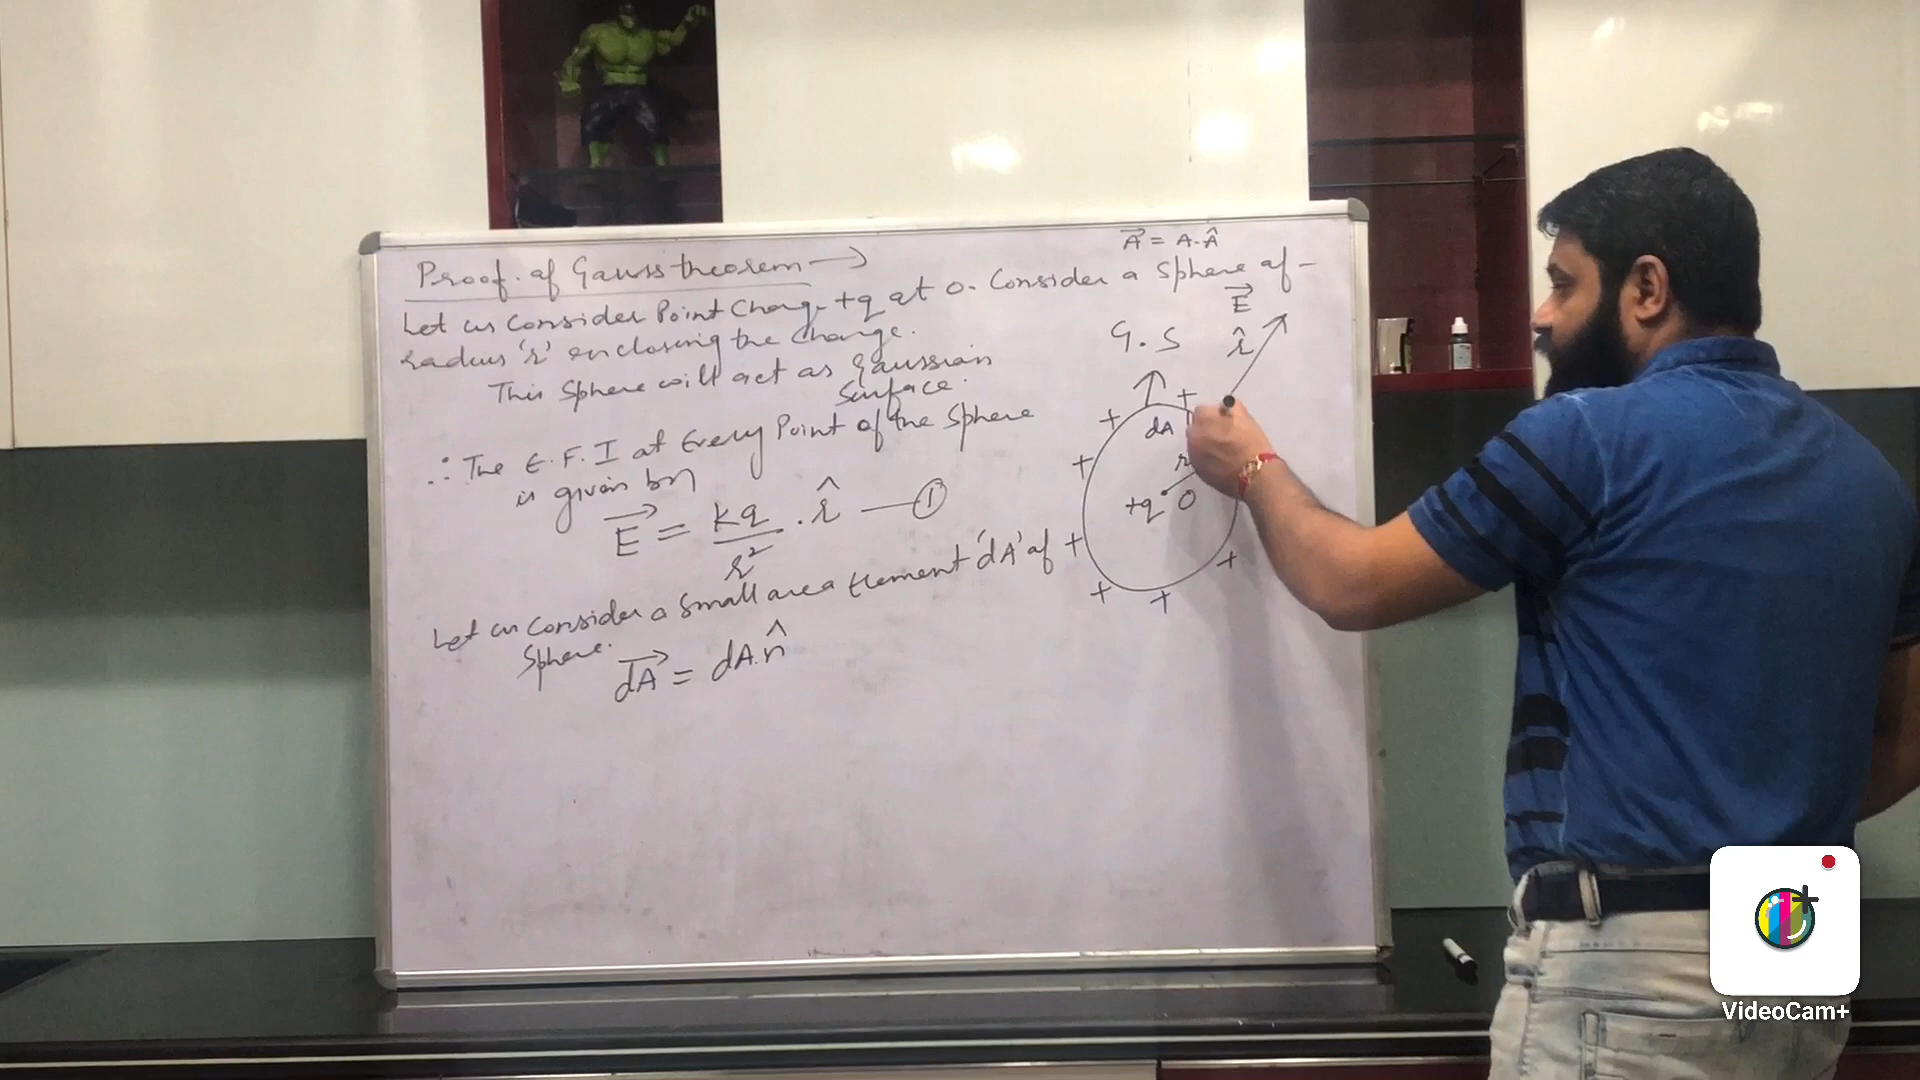 Proof of Gauss theorem →
A = A.Â
Let us Consider Point Charge +q at O. Consider a Sphere of -
radius 'r' enclosing the charge.
This Sphere will act as Gaussian
Surface.
∴ The E.F.I at Every Point of the Sphere
is given by
E = kq/r² . r̂ — ①
Let us Consider a Small area Element 'dA' of
Sphere.
dA = dA.n̂
E
G.S r̂
+
+ dA
+ r
+q O
+ +
+ +
VideoCam+